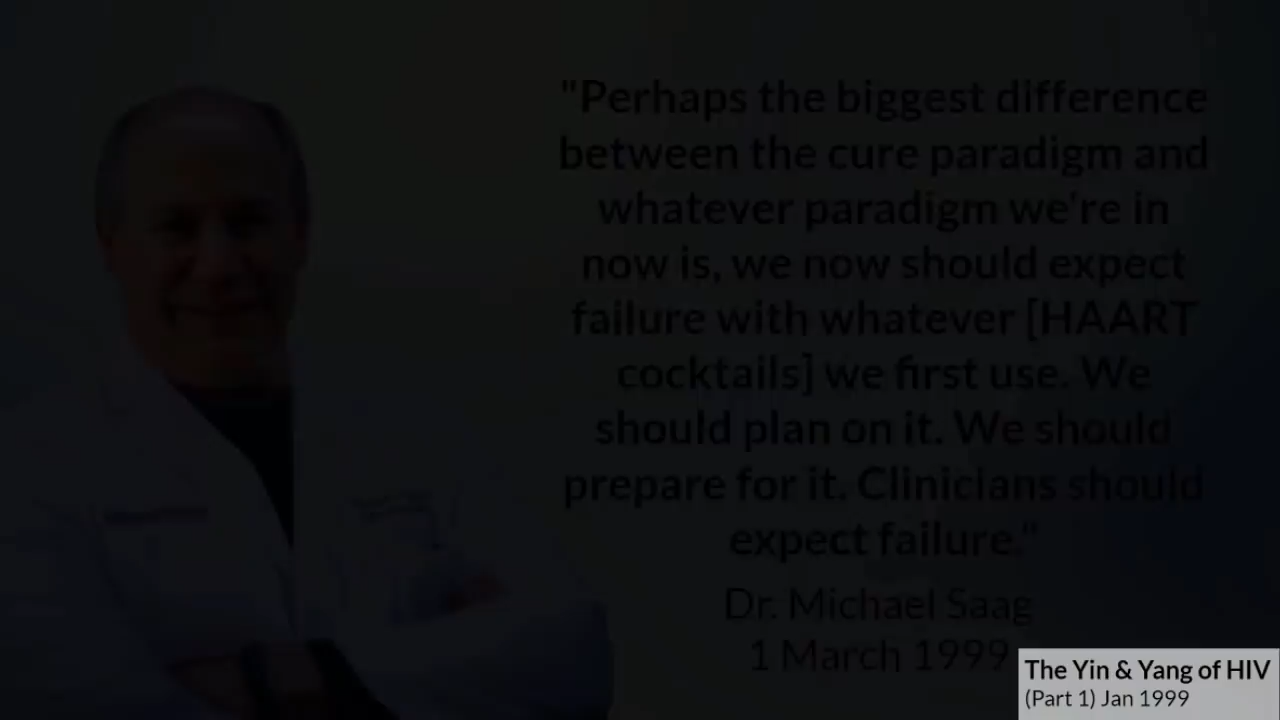 "Perhaps the biggest difference
between the cure paradigm and
whatever paradigm we're in
now is, we now should expect
failure with whatever [HAART
cocktails] we first use. We
should plan on it. We should
prepare for it. Clinicians should
expect failure."
Dr. Michael Saag
1 March 1999
The Yin & Yang of HIV
(Part 1) Jan 1999